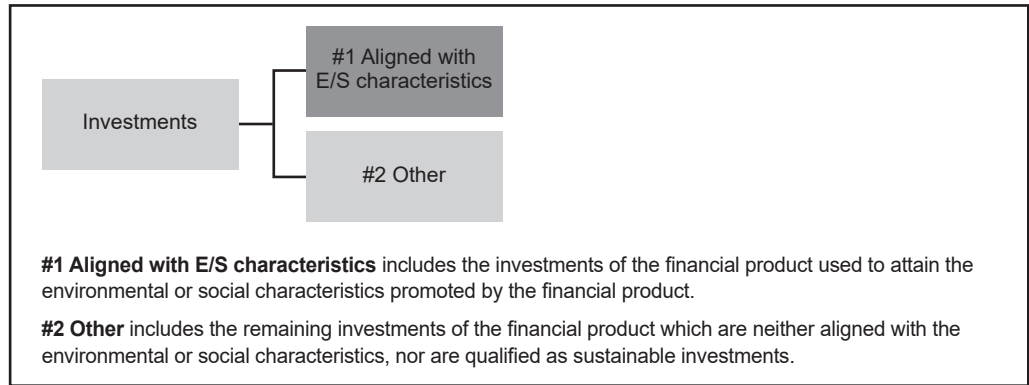 #1 Aligned with
E/S characteristics
Investments
#2 Other
#1 Aligned with E/S characteristics includes the investments of the financial product used to attain the
environmental or social characteristics promoted by the financial product.
#2 Other includes the remaining investments of the financial product which are neither aligned with the
environmental or social characteristics, nor are qualified as sustainable investments.